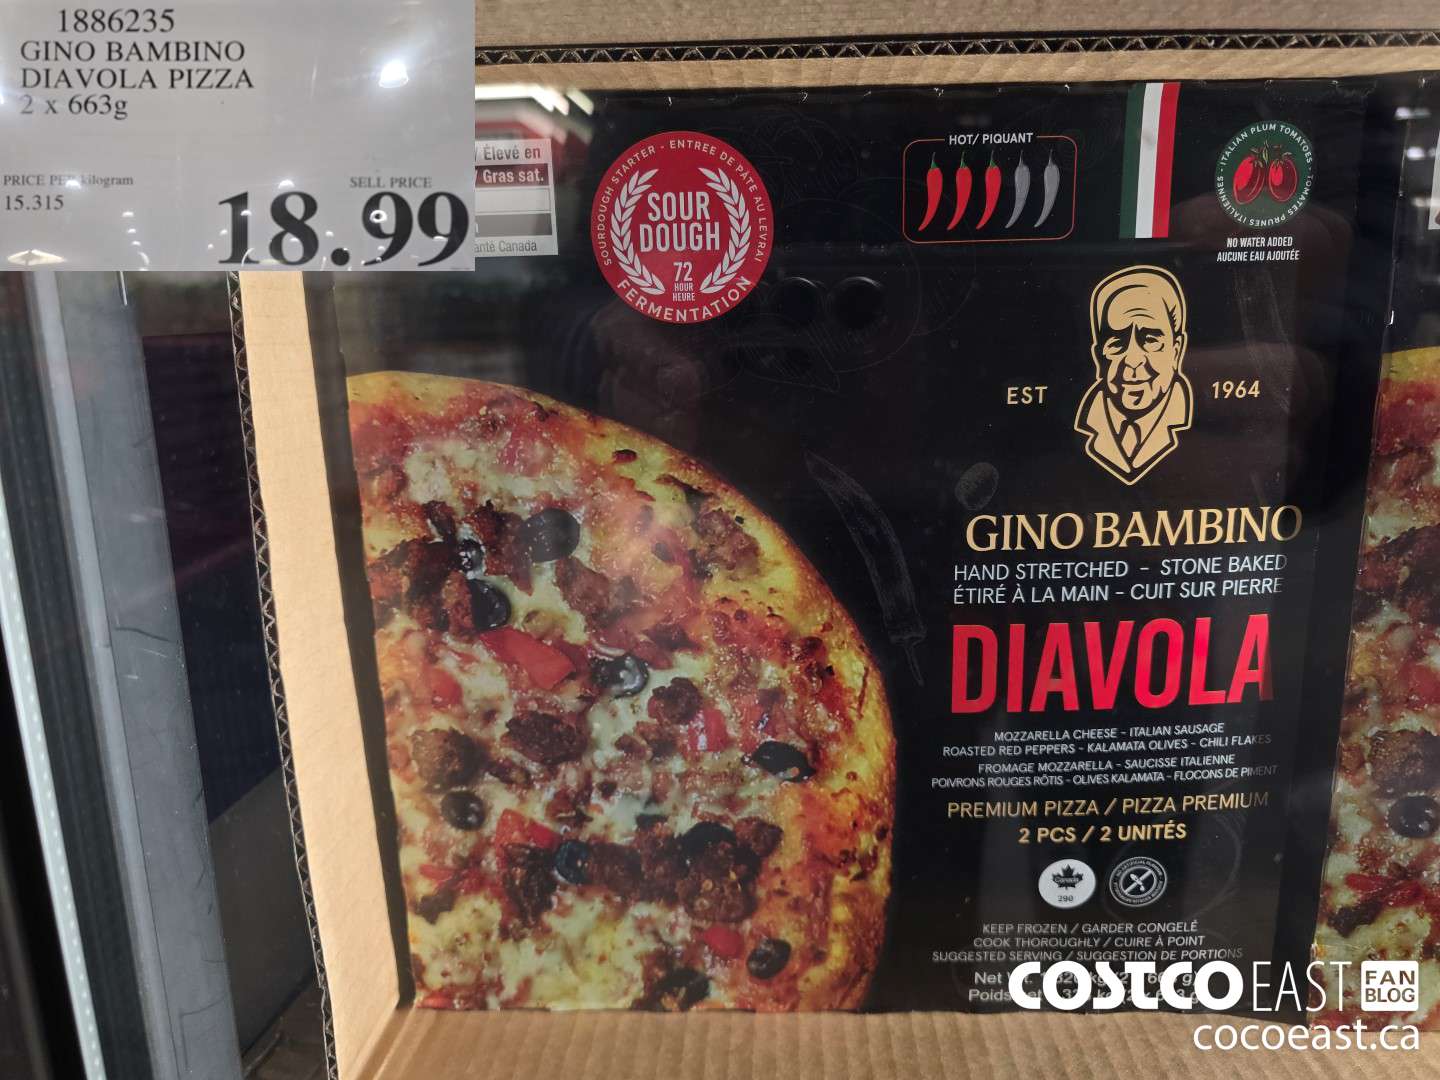 1886235
GINO BAMBINO
DIAVOLA PIZZA
2 x 663g
PRICE PER kilogram
15.315
SELL PRICE
18.99
/ Élevé en
/ Gras sat.
Santé Canada
SOURDOUGH STARTER - ENTREE DE PÂTE AU LEVRAI
SOUR
DOUGH
72
HOUR
HEURE
FERMENTATION
HOT/ PIQUANT
ITALIAN PLUM TOMATOES - TOMATES PRUNES ITALIENNES -
NO WATER ADDED
AUCUNE EAU AJOUTÉE
EST 1964
GINO BAMBINO
HAND STRETCHED - STONE BAKED
ÉTIRÉ À LA MAIN - CUIT SUR PIERRE
DIAVOLA
MOZZARELLA CHEESE - ITALIAN SAUSAGE
ROASTED RED PEPPERS - KALAMATA OLIVES - CHILI FLAKES
FROMAGE MOZZARELLA - SAUCISSE ITALIENNE
POIVRONS ROUGES RÔTIS - OLIVES KALAMATA - FLOCONS DE PIMENT
PREMIUM PIZZA / PIZZA PREMIUM
2 PCS / 2 UNITÉS
Canada
290
KEEP FROZEN / GARDER CONGELÉ
COOK THOROUGHLY / CUIRE À POINT
SUGGESTED SERVING / SUGGESTION DE PORTIONS
Net
Poids
COSTCO EAST FAN
BLOG
cocoeast.ca